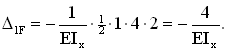 Δ₁F = − 1/EIₓ · ½ · 1 · 4 · 2 = − 4/EIₓ.